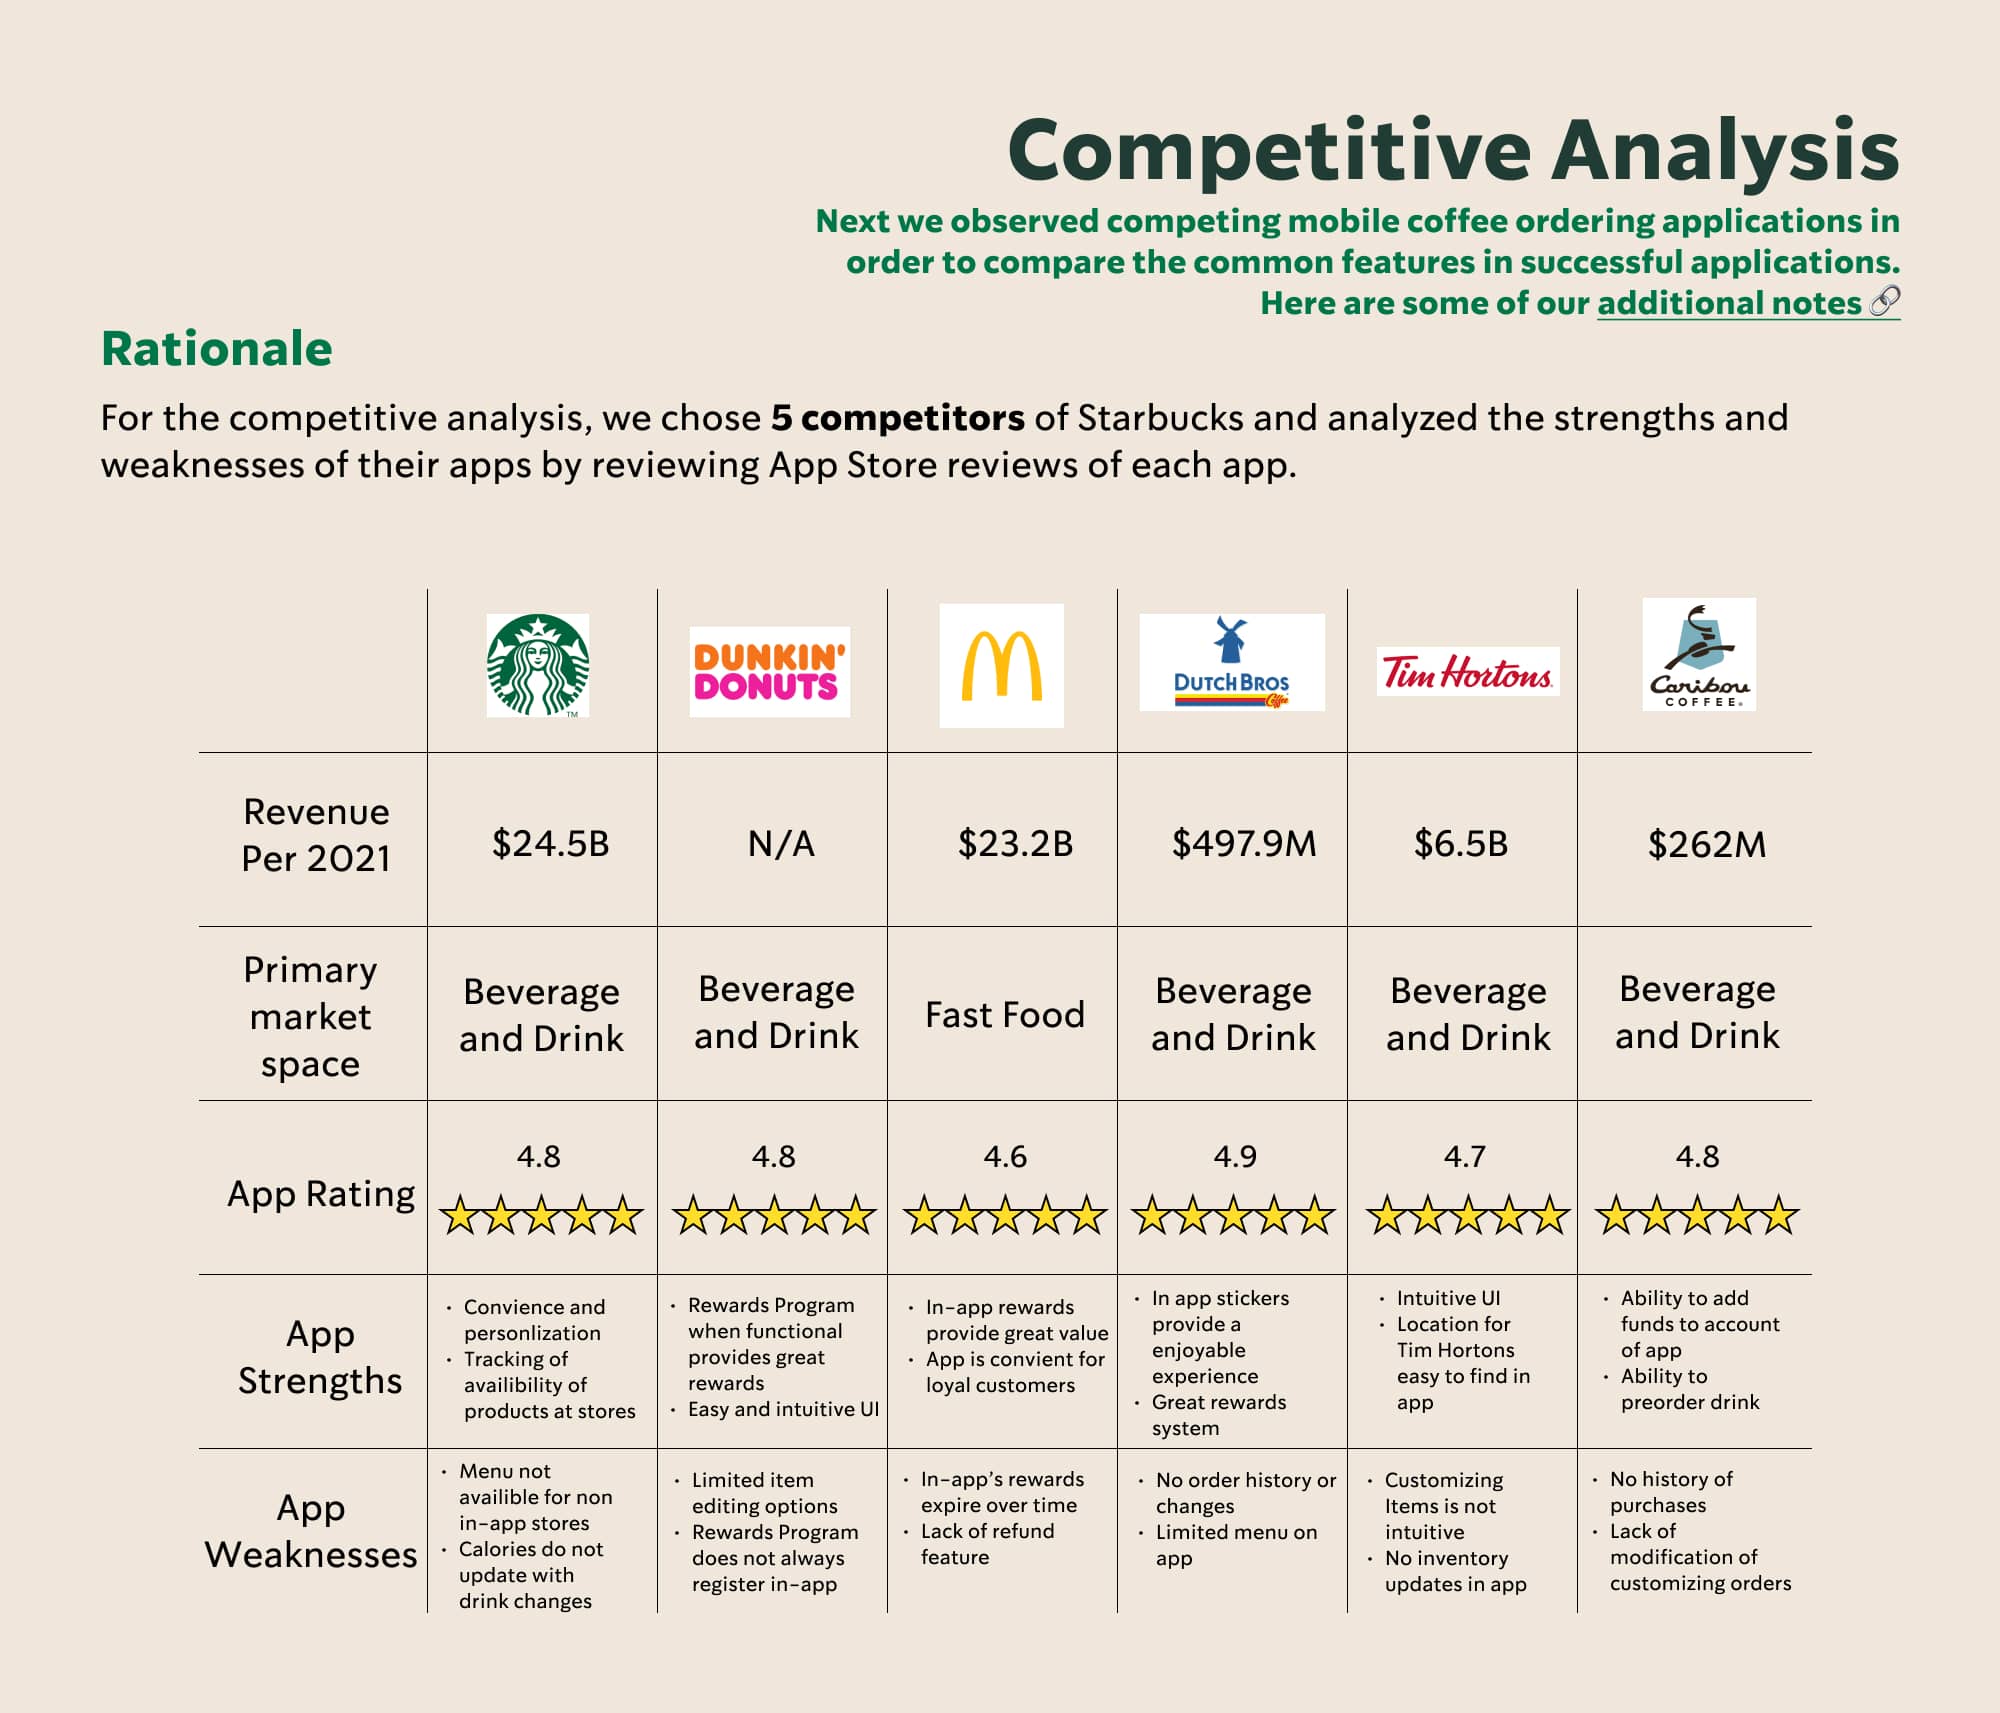 Competitive Analysis
Next we observed competing mobile coffee ordering applications in
order to compare the common features in successful applications.
Here are some of our additional notes
Rationale
For the competitive analysis, we chose 5 competitors of Starbucks and analyzed the strengths and
weaknesses of their apps by reviewing App Store reviews of each app.
TM
DUNKIN'
DONUTS
DUTCH BROS
Coffee
Tim Hortons.
Caribou
COFFEE®
Revenue
Per 2021
$24.5B
N/A
$23.2B
$497.9M
$6.5B
$262M
Primary
market
space
Beverage
and Drink
Beverage
and Drink
Fast Food
Beverage
and Drink
Beverage
and Drink
Beverage
and Drink
App Rating
4.8
4.8
4.6
4.9
4.7
4.8
App
Strengths
• Convience and
personlization
• Tracking of
availibility of
products at stores
• Rewards Program
when functional
provides great
rewards
• Easy and intuitive UI
• In-app rewards
provide great value
• App is convient for
loyal customers
• In app stickers
provide a
enjoyable
experience
• Great rewards
system
• Intuitive UI
• Location for
Tim Hortons
easy to find in
app
• Ability to add
funds to account
of app
• Ability to
preorder drink
App
Weaknesses
• Menu not
availible for non
in-app stores
• Calories do not
update with
drink changes
• Limited item
editing options
• Rewards Program
does not always
register in-app
• In-app's rewards
expire over time
• Lack of refund
feature
• No order history or
changes
• Limited menu on
app
• Customizing
Items is not
intuitive
• No inventory
updates in app
• No history of
purchases
• Lack of
modification of
customizing orders